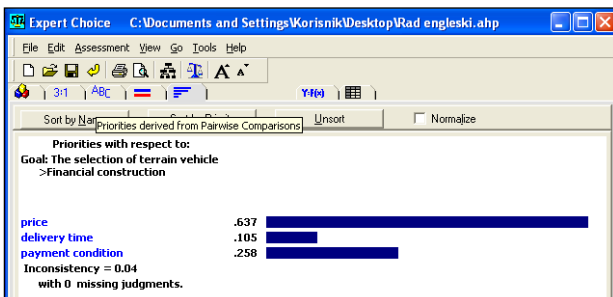 Expert Choice C:\Documents and Settings\Korisnik\Desktop\Rad engleski.ahp
File Edit Assessment View Go Tools Help
3:1 ABC Y:f(x)
Sort by Unsort Normalize
Priorities derived from Pairwise Comparisons
Priorities with respect to:
Goal: The selection of terrain vehicle
>Financial construction
price .637
delivery time .105
payment condition .258
Inconsistency = 0.04
with 0 missing judgments.